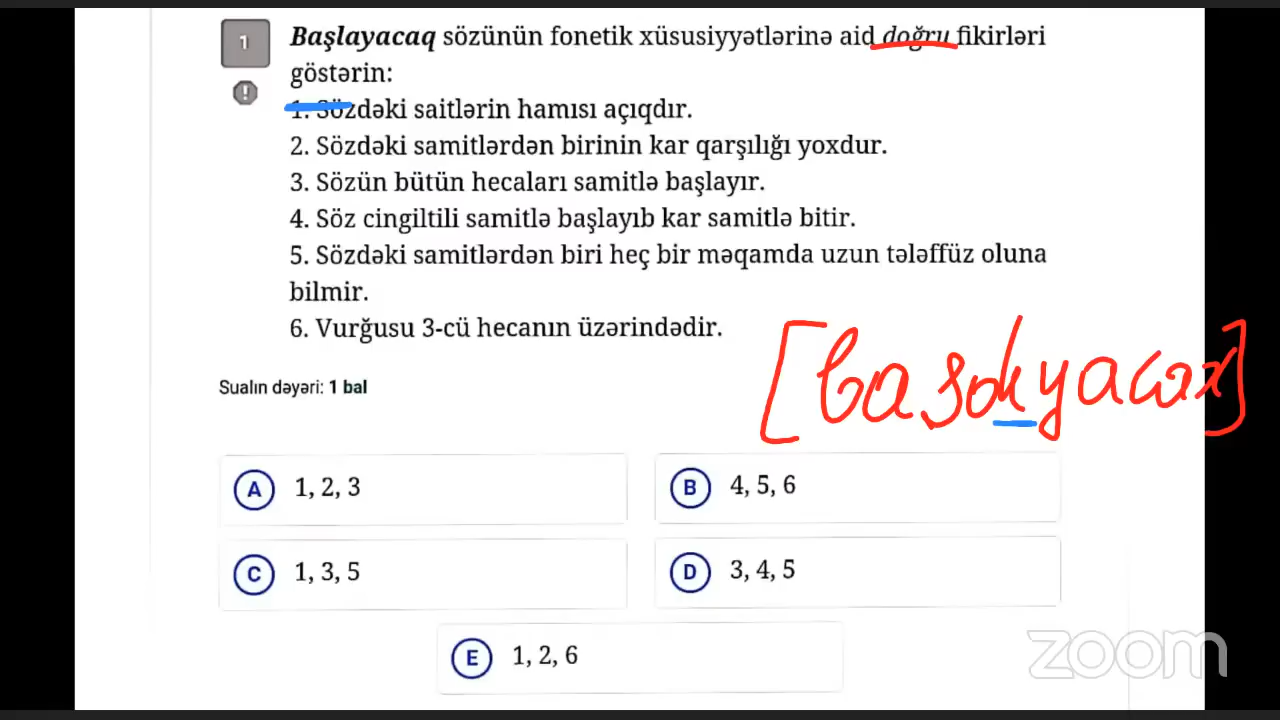 1
Başlayacaq sözünün fonetik xüsusiyyətlərinə aid doğru fikirləri
göstərin:
1. Sözdəki saitlərin hamısı açıqdır.
2. Sözdəki samitlərdən birinin kar qarşılığı yoxdur.
3. Sözün bütün hecaları samitlə başlayır.
4. Söz cingiltili samitlə başlayıb kar samitlə bitir.
5. Sözdəki samitlərdən biri heç bir məqamda uzun tələffüz oluna
bilmir.
6. Vurğusu 3-cü hecanın üzərindədir.
Sualın dəyəri: 1 bal
A 1, 2, 3
B 4, 5, 6
C 1, 3, 5
D 3, 4, 5
E 1, 2, 6
zoom